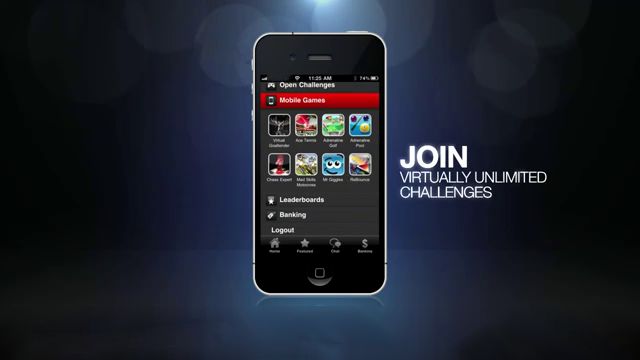 11:25 AM
74%
Open Challenges
Mobile Games
Virtual Goaltender
Ace Tennis
Adrenaline Golf
Adrenaline Pool
Chess Expert
Mad Skills Motocross
Mr Giggles
ReBounce
Leaderboards
Banking
Logout
Home
Featured
Chat
Banking
JOIN
VIRTUALLY UNLIMITED
CHALLENGES